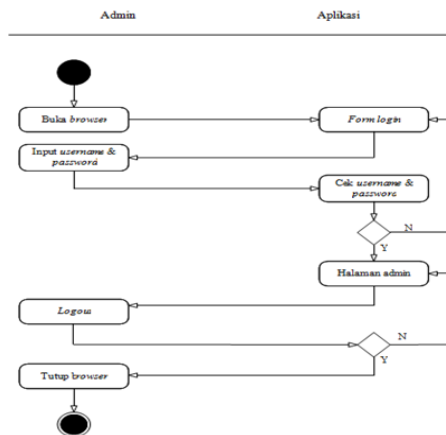 Admin
Aplikasi
Buka browser
Form login
Input username &
password
Cek username &
password
N
Y
Halaman admin
Logout
N
Y
Tutup browser